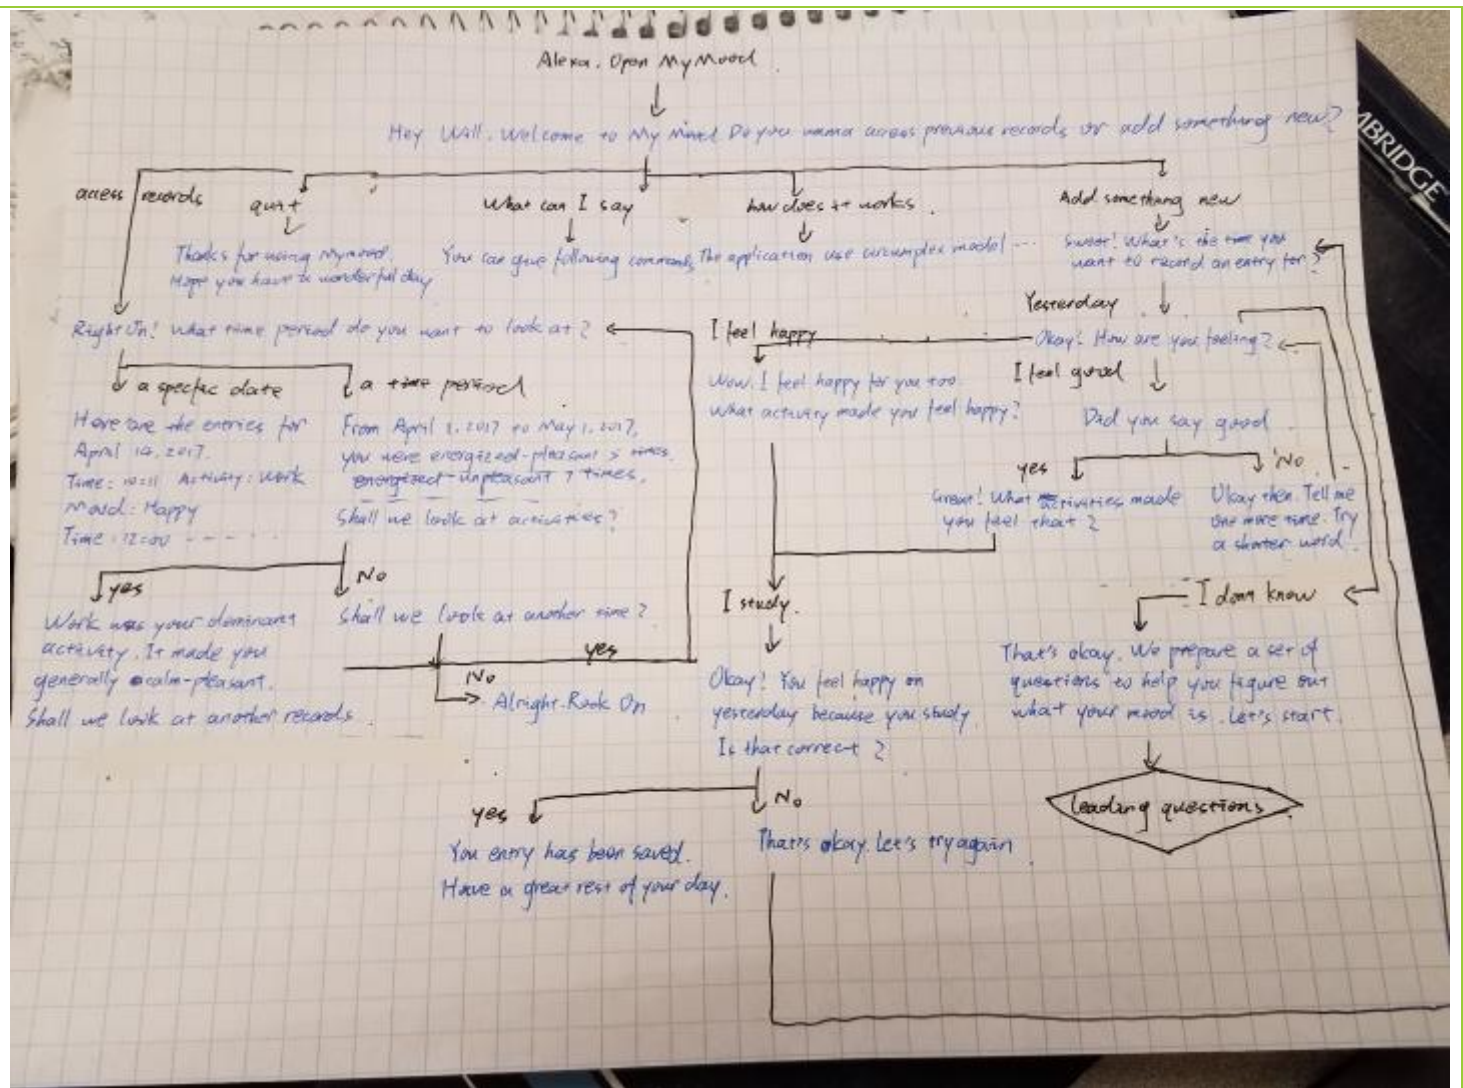 Alexa. Open My Mood
Hey Will. Welcome to My Mind Do you wanna access previous records or add something new?
access records
quit
What can I say
how does it works.
Add something new
Thanks for using Mymood.
Hope you have a wonderful day
You can give following commands
The application use circumplex model ...
Sweet! What's the time you
want to record an entry for?
Yesterday
Right On! What time period do you want to look at?
I feel happy
Okay! How are you feeling?
a specfic date
a time period
Wow. I feel happy for you too
What activity made you feel happy?
I feel good
Did you say good
Here are the entries for
April 14, 2017.
Time: 10:11 Activity: Work
Mood: Happy
Time: 12:00 - - - - -
From April 1, 2017 to May 1, 2017,
you were energized-pleasant 5 times.
energized-unpleasant 7 times.
Shall we look at activities?
yes
No
Great! What activities made
you feel that?
Okay then. Tell me
one more time. Try
a shorter word!
yes
No
Work was your dominant
activity. It made you
generally calm-pleasant.
Shall we look at another records.
Shall we look at another time?
yes
No
Alright. Rock On
I study.
I donn know
Okay! You feel happy on
yesterday because you study.
Is that correct?
That's okay. We prepare a set of
questions to help you figure out
what your mood is. Let's start.
leading questions
yes
No
You entry has been saved.
Have a great rest of your day.
That's okay. Let's try again
MBRIDGE